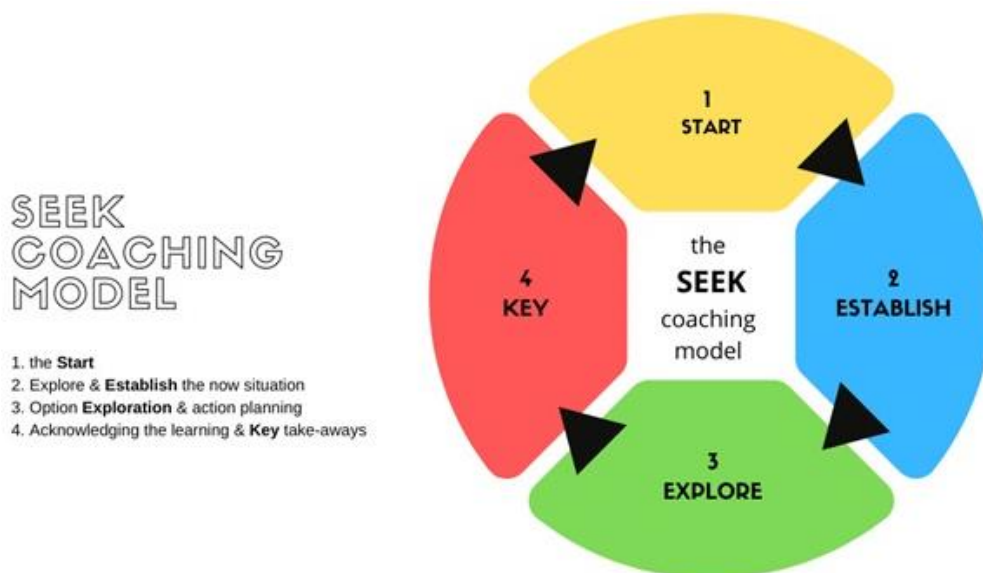 SEEK
COACHING
MODEL
1. the Start
2. Explore & Establish the now situation
3. Option Exploration & action planning
4. Acknowledging the learning & Key take-aways
1
START
2
ESTABLISH
3
EXPLORE
4
KEY
the
SEEK
coaching
model